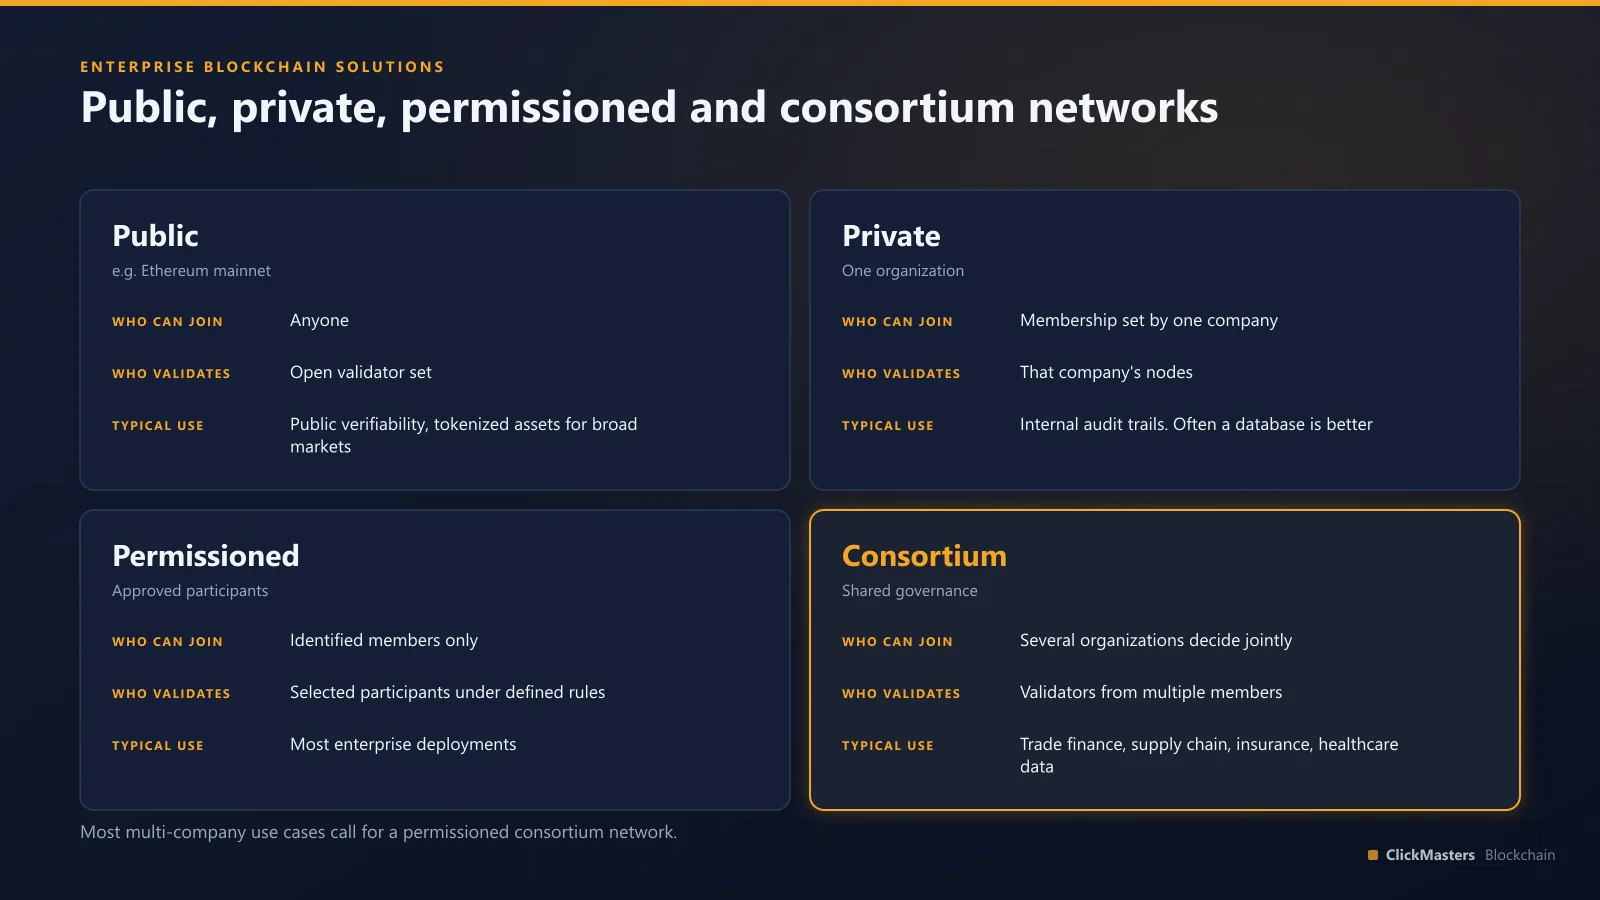 ENTERPRISE BLOCKCHAIN SOLUTIONS
Public, private, permissioned and consortium networks
Public
e.g. Ethereum mainnet
WHO CAN JOIN Anyone
WHO VALIDATES Open validator set
TYPICAL USE Public verifiability, tokenized assets for broad
markets
Private
One organization
WHO CAN JOIN Membership set by one company
WHO VALIDATES That company's nodes
TYPICAL USE Internal audit trails. Often a database is better
Permissioned
Approved participants
WHO CAN JOIN Identified members only
WHO VALIDATES Selected participants under defined rules
TYPICAL USE Most enterprise deployments
Consortium
Shared governance
WHO CAN JOIN Several organizations decide jointly
WHO VALIDATES Validators from multiple members
TYPICAL USE Trade finance, supply chain, insurance, healthcare
data
Most multi-company use cases call for a permissioned consortium network.
ClickMasters Blockchain